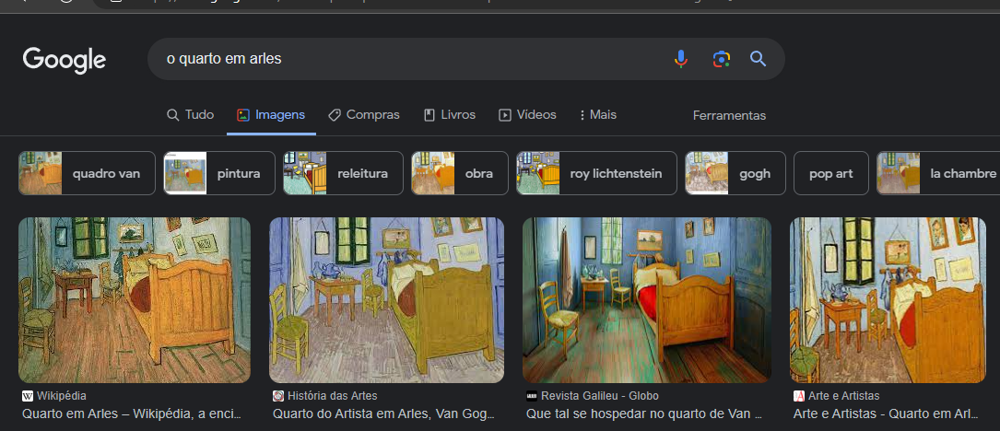 Google
o quarto em arles
Tudo
Imagens
Compras
Livros
Vídeos
Mais
Ferramentas
quadro van
pintura
releitura
obra
roy lichtenstein
gogh
pop art
la chambre
W Wikipédia
Quarto em Arles – Wikipédia, a enci...
História das Artes
Quarto do Artista em Arles, Van Gog...
Revista Galileu - Globo
Que tal se hospedar no quarto de Van ...
Arte e Artistas
Arte e Artistas - Quarto em Arl...